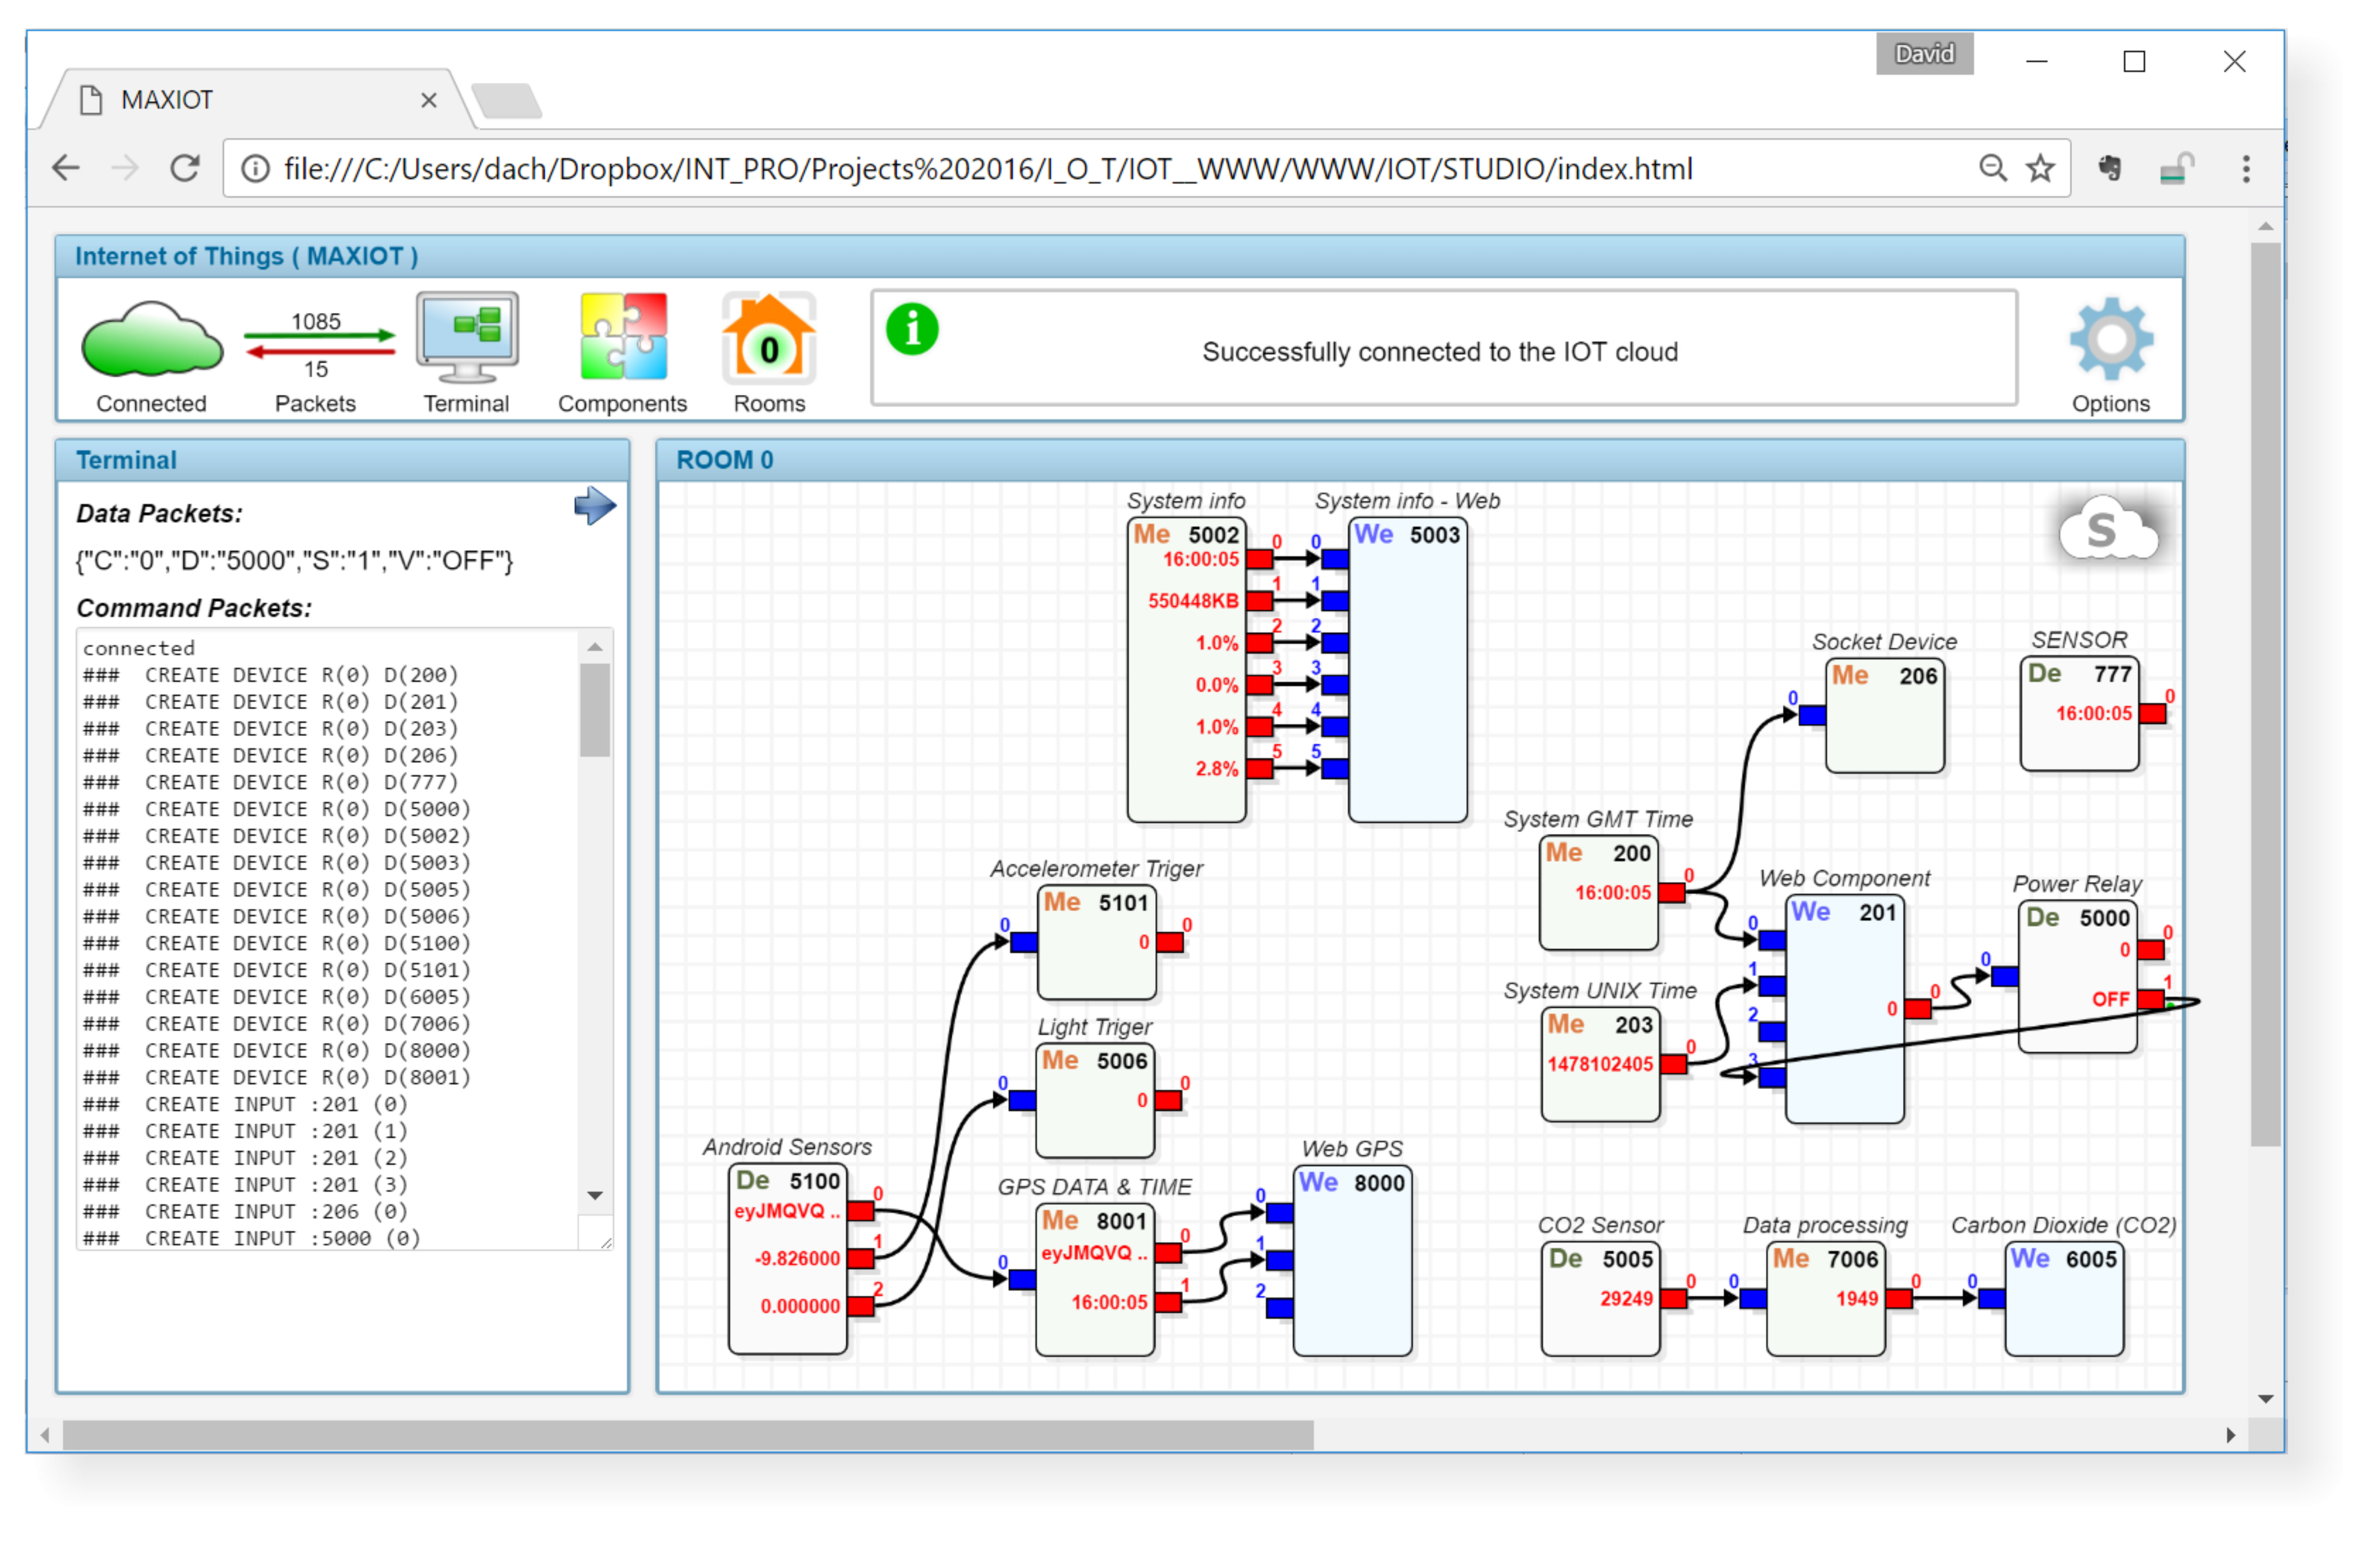 David
MAXIOT
file:///C:/Users/dach/Dropbox/INT_PRO/Projects%202016/I_O_T/IOT__WWW/WWW/IOT/STUDIO/index.html
Internet of Things ( MAXIOT )
1085
15
0
Connected
Packets
Terminal
Components
Rooms
Successfully connected to the IOT cloud
Options
Terminal
Data Packets:
{"C":"0","D":"5000","S":"1","V":"OFF"}
Command Packets:
connected
### CREATE DEVICE R(0) D(200)
### CREATE DEVICE R(0) D(201)
### CREATE DEVICE R(0) D(203)
### CREATE DEVICE R(0) D(206)
### CREATE DEVICE R(0) D(777)
### CREATE DEVICE R(0) D(5000)
### CREATE DEVICE R(0) D(5002)
### CREATE DEVICE R(0) D(5003)
### CREATE DEVICE R(0) D(5005)
### CREATE DEVICE R(0) D(5006)
### CREATE DEVICE R(0) D(5100)
### CREATE DEVICE R(0) D(5101)
### CREATE DEVICE R(0) D(6005)
### CREATE DEVICE R(0) D(7006)
### CREATE DEVICE R(0) D(8000)
### CREATE DEVICE R(0) D(8001)
### CREATE INPUT :201 (0)
### CREATE INPUT :201 (1)
### CREATE INPUT :201 (2)
### CREATE INPUT :201 (3)
### CREATE INPUT :206 (0)
### CREATE INPUT :5000 (0)
ROOM 0
S
System info
Me 5002
16:00:05 0
550448KB 1
1.0% 2
0.0% 3
1.0% 4
2.8% 5
System info - Web
We 5003
0
1
2
3
4
5
Socket Device
Me 206
0
SENSOR
De 777
16:00:05 0
System GMT Time
Me 200
16:00:05 0
Accelerometer Triger
Me 5101
0 0 0
Web Component
We 201
0
1
2
3
0 0
Power Relay
De 5000
0 0 0
OFF 1
System UNIX Time
Me 203
1478102405 0
Light Triger
Me 5006
0 0 0
Android Sensors
De 5100
eyJMQVQ .. 0
-9.826000 1
0.000000 2
GPS DATA & TIME
Me 8001
0
eyJMQVQ .. 0
16:00:05 1
Web GPS
We 8000
0
1
2
CO2 Sensor
De 5005
29249 0
Data processing
Me 7006
0 1949 0
Carbon Dioxide (CO2)
We 6005
0